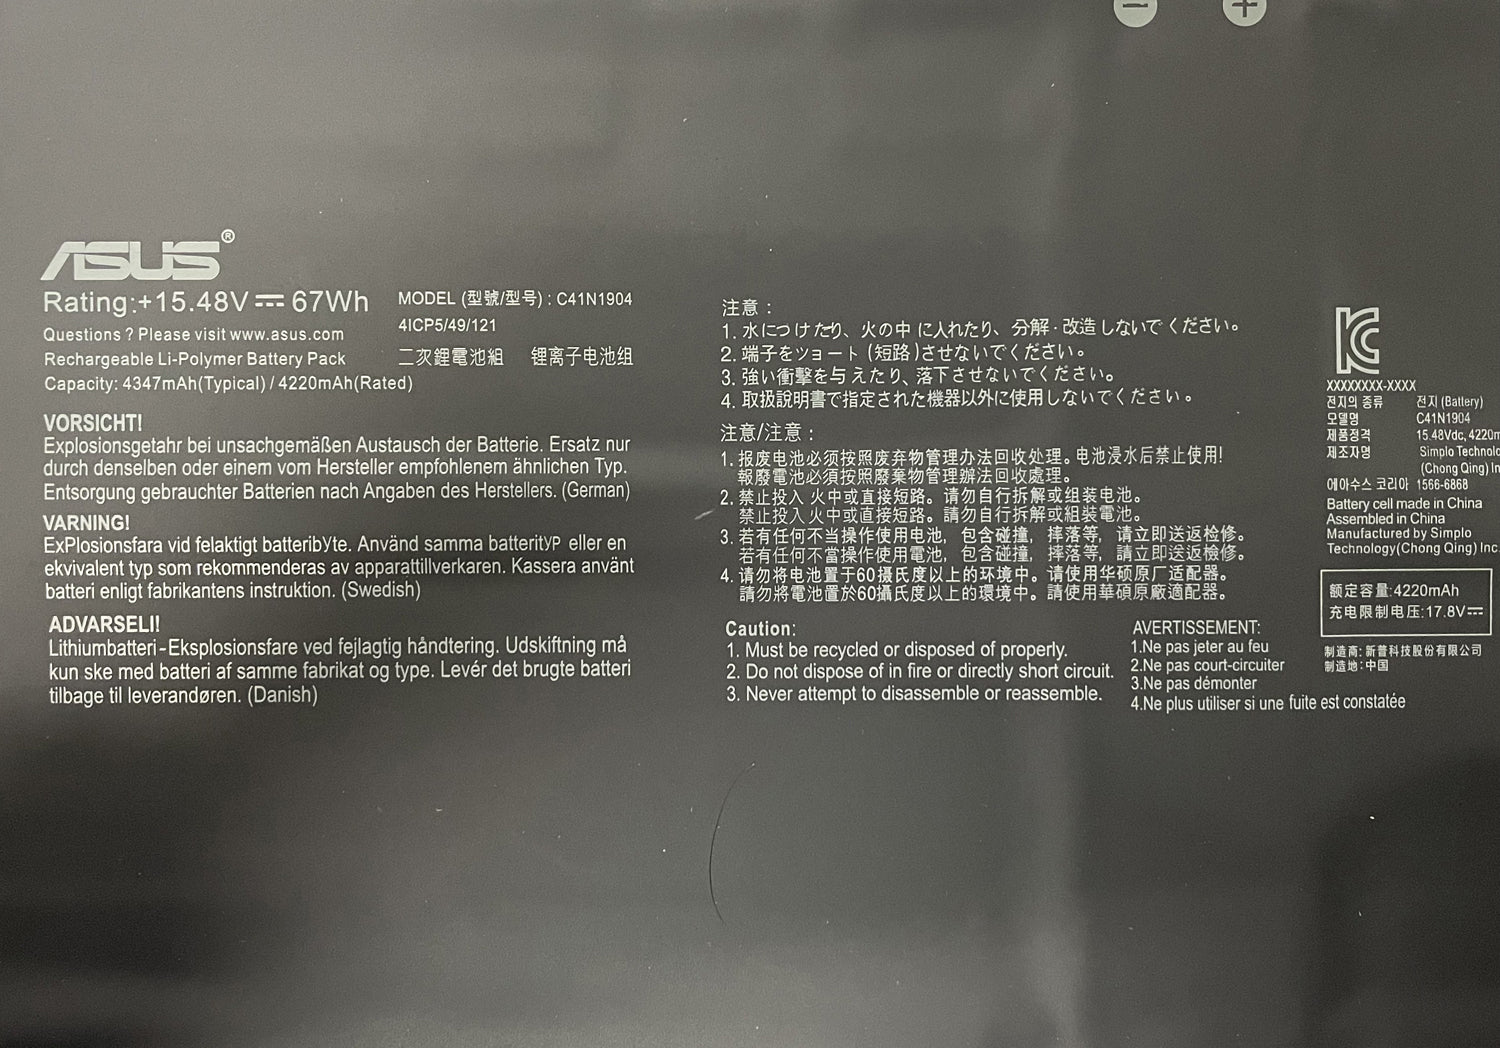 ASUS®
Rating:+15.48V⎓ 67Wh
Questions ? Please visit www.asus.com
Rechargeable Li-Polymer Battery Pack
Capacity: 4347mAh(Typical) / 4220mAh(Rated)
MODEL (型號/型号) : C41N1904
4ICP5/49/121
二次鋰電池組 锂离子电池组
VORSICHT!
Explosionsgetahr bei unsachgemäßen Austausch der Batterie. Ersatz nur
durch denselben oder einem vom Hersteller empfohlenem ähnlichen Typ.
Entsorgung gebrauchter Batterien nach Angaben des Herstellers. (German)
VARNING!
ExPlosionsfara vid felaktigt batteribyte. Använd samma batterityP eller en
ekvivalent typ som rekommenderas av apparattillverkaren. Kassera använt
batteri enligt fabrikantens instruktion. (Swedish)
ADVARSELI!
Lithiumbatteri-Eksplosionsfare ved fejlagtig håndtering. Udskiftning må
kun ske med batteri af samme fabrikat og type. Levér det brugte batteri
tilbage til leverandøren. (Danish)
注意：
1. 水につけたり、火の中に入れたり、分解·改造しないでください。
2. 端子をツョート（短路）させないでください。
3. 強い衝撃を与えたり、落下させないでください。
4. 取扱説明書で指定された機器以外に使用しないでください。
注意/注意：
1. 报废电池必须按照废弃物管理办法回收处理。电池浸水后禁止使用!
報廢電池必須按照廢棄物管理辦法回收處理。
2. 禁止投入火中或直接短路。请勿自行拆解或组装电池。
禁止投入火中或直接短路。請勿自行拆解或組裝電池。
3. 若有任何不当操作使用电池，包含碰撞，摔落等，请立即送返检修。
若有任何不當操作使用電池，包含碰撞，摔落等，請立即送返檢修。
4. 请勿将电池置于60摄氏度以上的环境中。请使用华硕原厂适配器。
請勿將電池置於60攝氏度以上的環境中。請使用華碩原廠適配器。
Caution:
1. Must be recycled or disposed of properly.
2. Do not dispose of in fire or directly short circuit.
3. Never attempt to disassemble or reassemble.
AVERTISSEMENT:
1.Ne pas jeter au feu
2.Ne pas court-circuiter
3.Ne pas démonter
4.Ne plus utiliser si une fuite est constatée
XXXXXXXX-XXXX
전지의 종류 전지 (Battery)
모델명 C41N1904
제품정격 15.48Vdc, 4220m
제조자명 Simplo Technolo
(Chong Qing) In
에이수스 코리아 1566-6868
Battery cell made in China
Assembled in China
Manufactured by Simplo
Technology(Chong Qing) Inc.
额定容量:4220mAh
充电限制电压:17.8V⎓
制造商: 新普科技股份有限公司
制造地: 中国